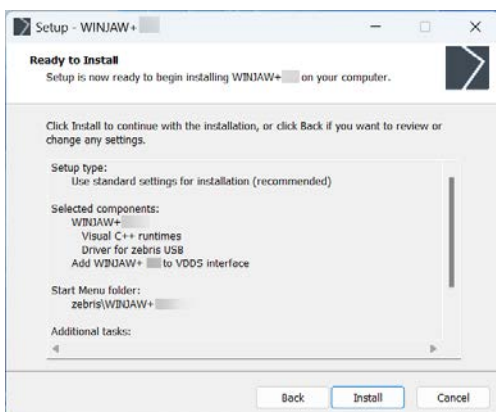 Setup - WINJAW+
Ready to Install
Setup is now ready to begin installing WINJAW+ on your computer.
Click Install to continue with the installation, or click Back if you want to review or
change any settings.
Setup type:
Use standard settings for installation (recommended)
Selected components:
WINJAW+
Visual C++ runtimes
Driver for zebris USB
Add WINJAW+ to VDDS interface
Start Menu folder:
zebris\WINJAW+
Additional tasks:
Back Install Cancel